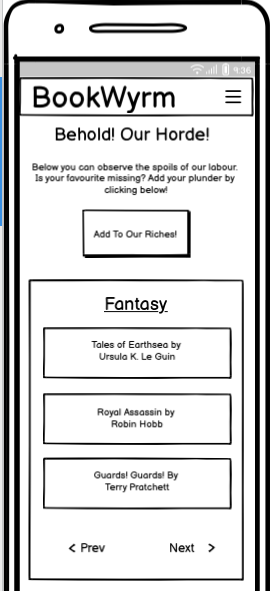 9:36
BookWyrm
Behold! Our Horde!
Below you can observe the spoils of our labour.
Is your favourite missing? Add your plunder by
clicking below!
Add To Our Riches!
Fantasy
Tales of Earthsea by
Ursula K. Le Guin
Royal Assassin by
Robin Hobb
Guards! Guards! By
Terry Pratchett
< Prev Next >